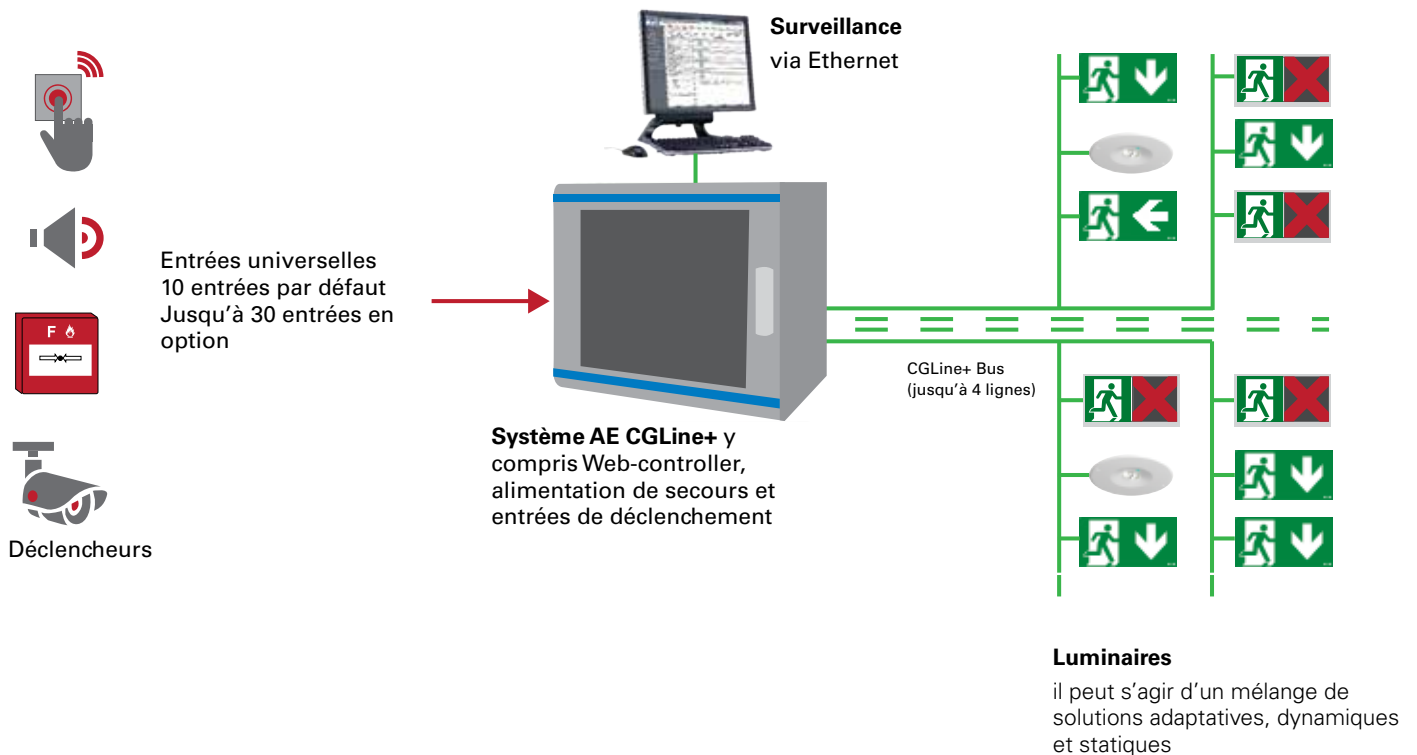 Surveillance
via Ethernet
F
Entrées universelles
10 entrées par défaut
Jusqu’à 30 entrées en
option
CGLine+ Bus
(jusqu’à 4 lignes)
Système AE CGLine+ y
compris Web-controller,
alimentation de secours et
entrées de déclenchement
Déclencheurs
Luminaires
il peut s’agir d’un mélange de
solutions adaptatives, dynamiques
et statiques